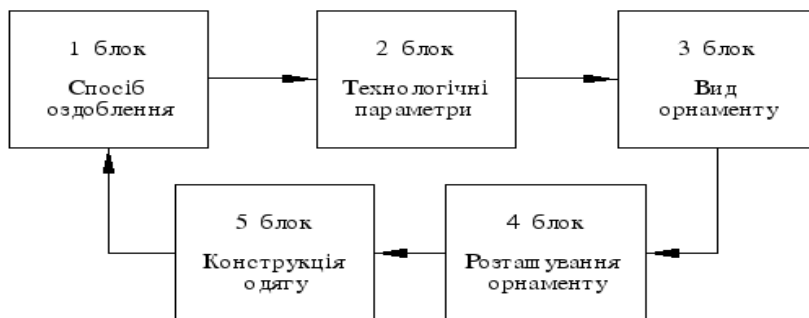 1 блок
Спосіб
оздоблення
2 блок
Технологічні
параметри
3 блок
Вид
орнаменту
4 блок
Розташування
орнаменту
5 блок
Конструкція
одягу